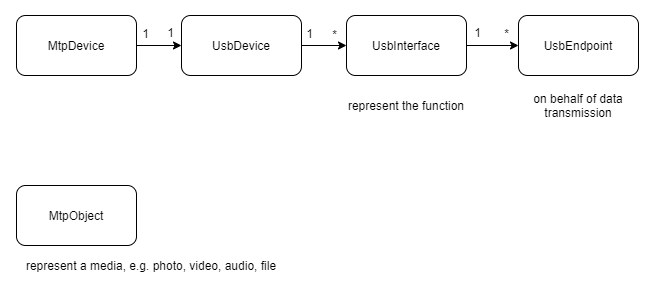 MtpDevice 1 1 UsbDevice 1 * UsbInterface 1 * UsbEndpoint
represent the function
on behalf of data
transmission
MtpObject
represent a media, e.g. photo, video, audio, file